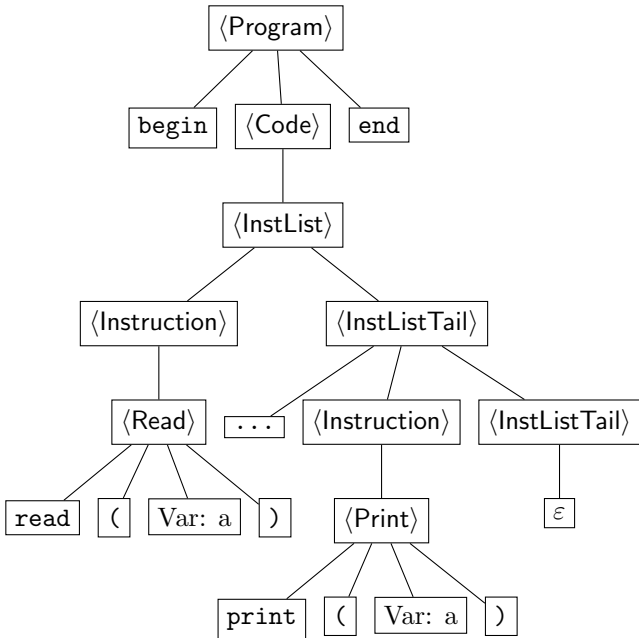 ⟨Program⟩
begin ⟨Code⟩ end
⟨InstList⟩
⟨Instruction⟩ ⟨InstListTail⟩
⟨Read⟩ ... ⟨Instruction⟩ ⟨InstListTail⟩
read ( Var: a ) ⟨Print⟩ ε
print ( Var: a )